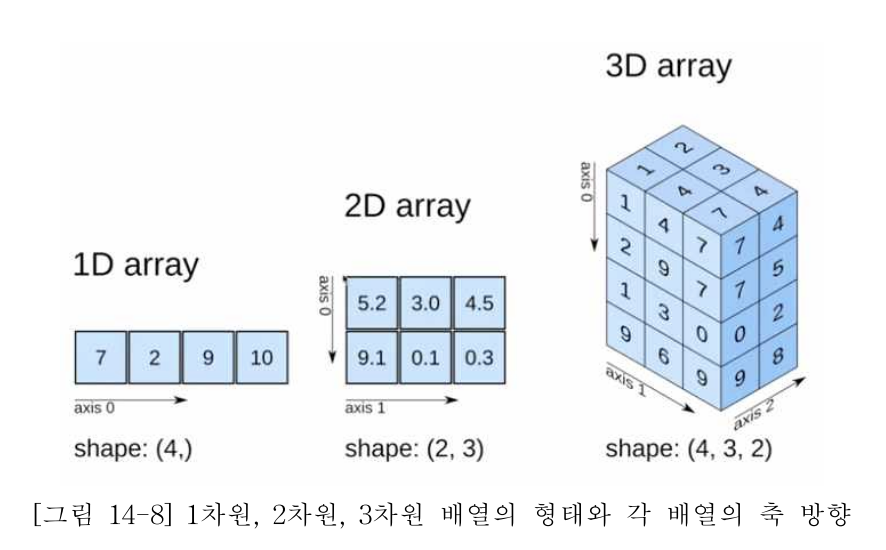 3D array
2D array
1D array
7 2 9 10
axis 0
shape: (4,)
axis 0
5.2 3.0 4.5
9.1 0.1 0.3
axis 1
shape: (2, 3)
axis 0
2
1 3
4 4
7
1 4 7 7 4
2 9 7 7 5
1 3 0 0 2
9 6 9 9 8
axis 1
axis 2
shape: (4, 3, 2)
[그림 14-8] 1차원, 2차원, 3차원 배열의 형태와 각 배열의 축 방향